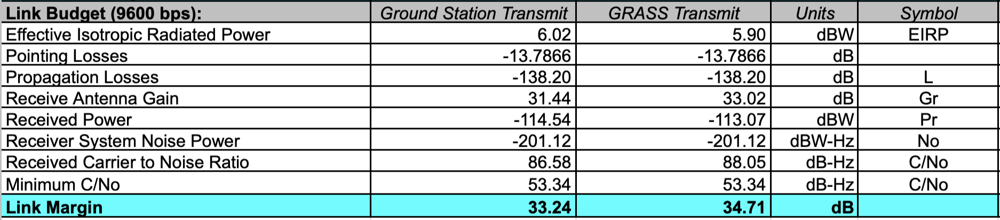 Link Budget (9600 bps): Ground Station Transmit GRASS Transmit Units Symbol
Effective Isotropic Radiated Power 6.02 5.90 dBW EIRP
Pointing Losses -13.7866 -13.7866 dB
Propagation Losses -138.20 -138.20 dB L
Receive Antenna Gain 31.44 33.02 dB Gr
Received Power -114.54 -113.07 dBW Pr
Receiver System Noise Power -201.12 -201.12 dBW-Hz No
Received Carrier to Noise Ratio 86.58 88.05 dB-Hz C/No
Minimum C/No 53.34 53.34 dB-Hz C/No
Link Margin 33.24 34.71 dB